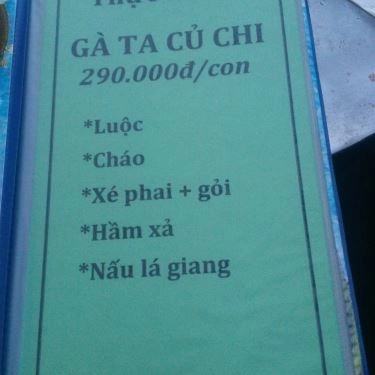 GÀ TA CỦ CHI
290.000đ/con
*Luộc
*Cháo
*Xé phai + gỏi
*Hầm xả
*Nấu lá giang